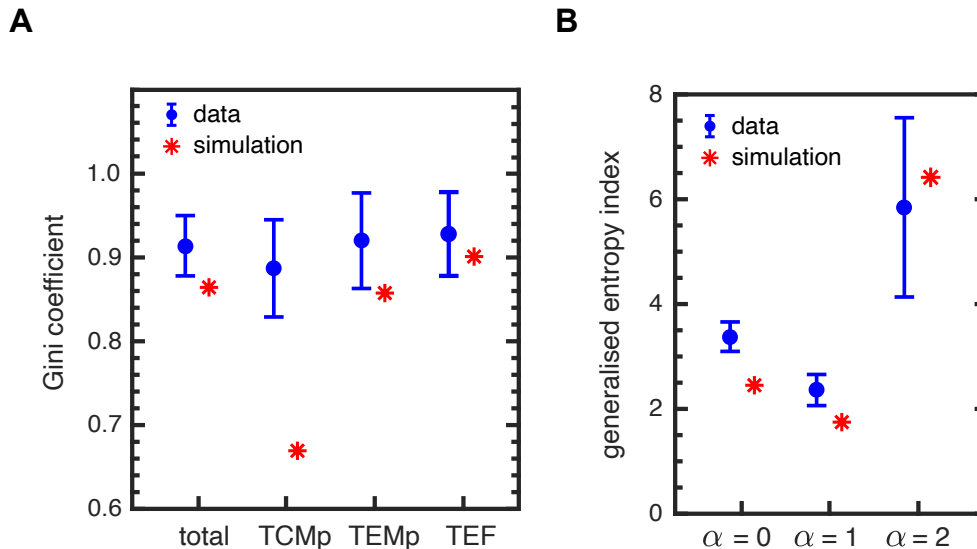 A
data
simulation
Gini coefficient
1.0
0.9
0.8
0.7
0.6
total TCMp TEMp TEF
B
data
simulation
generalised entropy index
8
6
4
2
0
α = 0 α = 1 α = 2